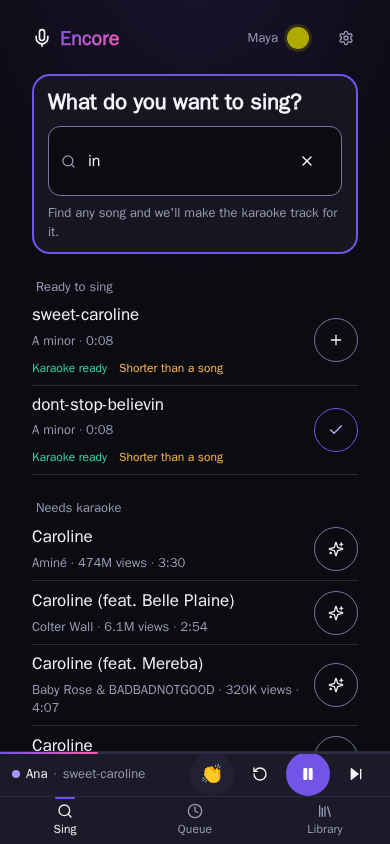 Encore
Maya
What do you want to sing?
in
Find any song and we'll make the karaoke track for
it.
Ready to sing
sweet-caroline
A minor · 0:08
Karaoke ready Shorter than a song
dont-stop-believin
A minor · 0:08
Karaoke ready Shorter than a song
Needs karaoke
Caroline
Aminé · 474M views · 3:30
Caroline (feat. Belle Plaine)
Colter Wall · 6.1M views · 2:54
Caroline (feat. Mereba)
Baby Rose & BADBADNOTGOOD · 320K views ·
4:07
Caroline
Ana · sweet-caroline
Sing
Queue
Library